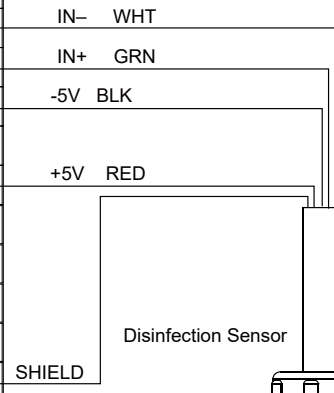 IN– WHT
IN+ GRN
-5V BLK
+5V RED
Disinfection Sensor
SHIELD